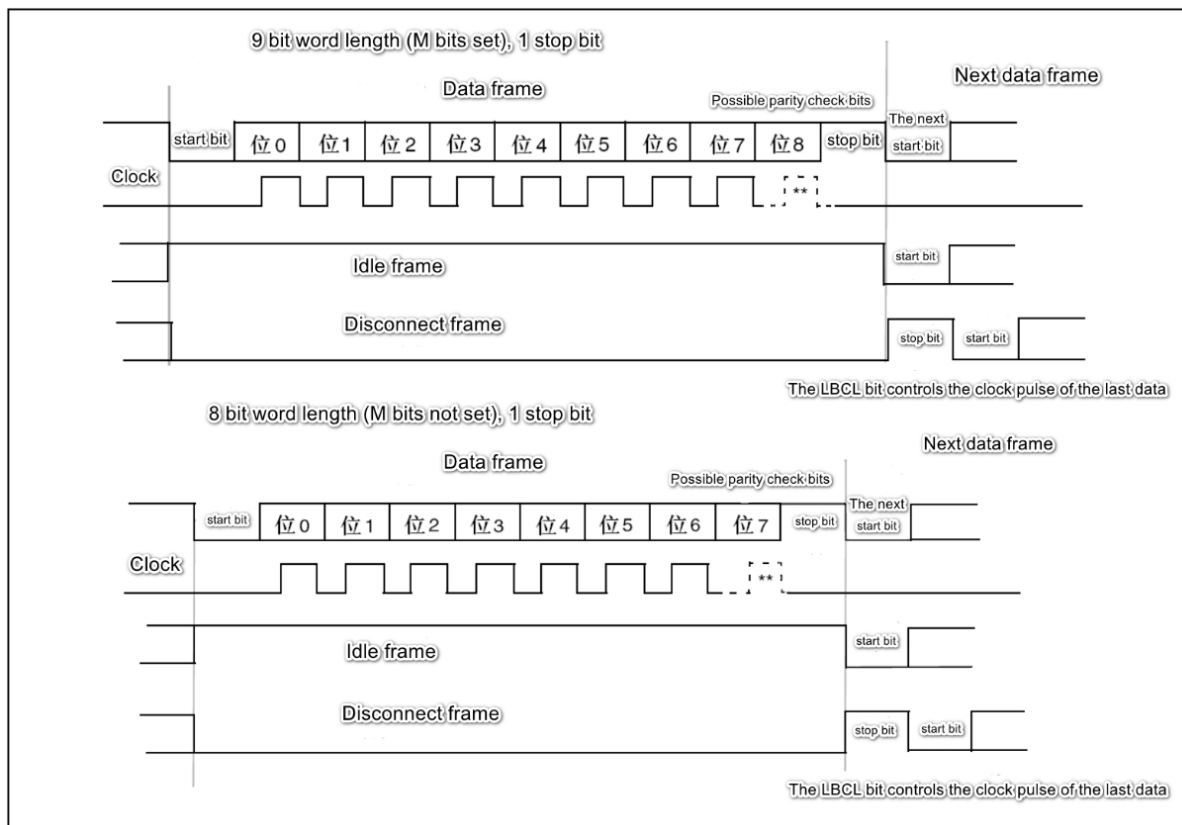 9 bit word length (M bits set), 1 stop bit
Next data frame
Data frame
Possible parity check bits
The next
start bit 位0 位1 位2 位3 位4 位5 位6 位7 位8 stop bit start bit
Clock
**
Idle frame
start bit
Disconnect frame
stop bit start bit
The LBCL bit controls the clock pulse of the last data
8 bit word length (M bits not set), 1 stop bit
Next data frame
Data frame
Possible parity check bits
The next
start bit 位0 位1 位2 位3 位4 位5 位6 位7 stop bit start bit
Clock
**
Idle frame
start bit
Disconnect frame
stop bit start bit
The LBCL bit controls the clock pulse of the last data